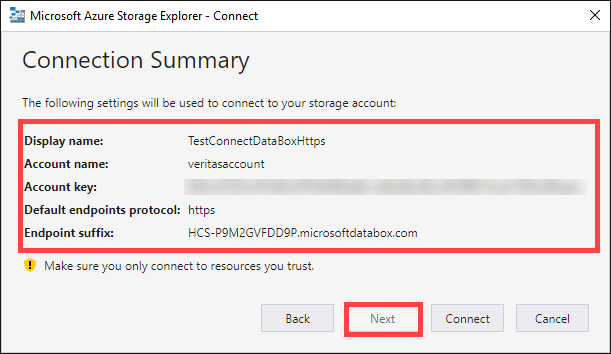 Microsoft Azure Storage Explorer - Connect
Connection Summary
The following settings will be used to connect to your storage account:
Display name: TestConnectDataBoxHttps
Account name: veritasaccount
Account key:
Default endpoints protocol: https
Endpoint suffix: HCS-P9M2GVFDD9P.microsoftdatabox.com
Make sure you only connect to resources you trust.
Back Next Connect Cancel